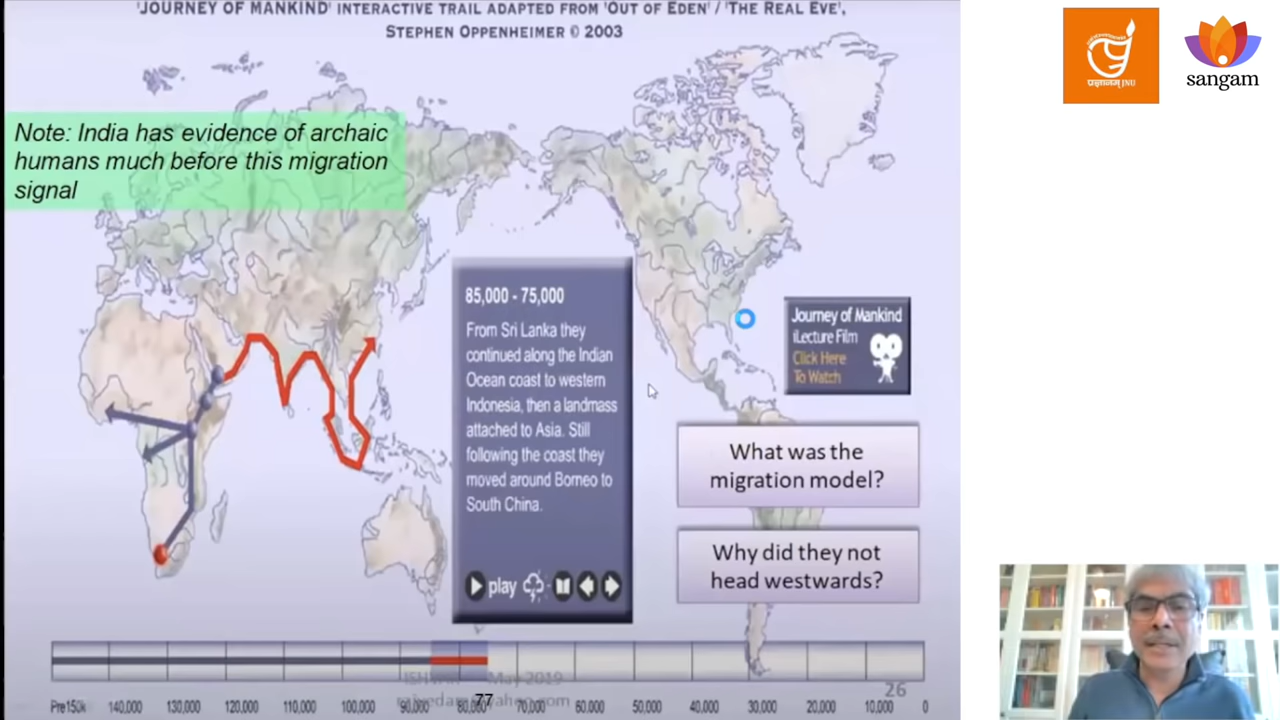 'JOURNEY OF MANKIND' INTERACTIVE TRAIL ADAPTED FROM 'OUT OF EDEN' / 'THE REAL EVE',
STEPHEN OPPENHEIMER © 2003
Note: India has evidence of archaic
humans much before this migration
signal
85,000 - 75,000
From Sri Lanka they
continued along the Indian
Ocean coast to western
Indonesia, then a landmass
attached to Asia. Still
following the coast they
moved around Borneo to
South China.
play
Journey of Mankind
iLecture Film
Click Here
To Watch
What was the
migration model?
Why did they not
head westwards?
May 2019
77
26
Pre150k 140,000 130,000 120,000 110,000 100,000 90,000 80,000 70,000 60,000 50,000 40,000 30,000 20,000 10,000 0
JNU
sangam